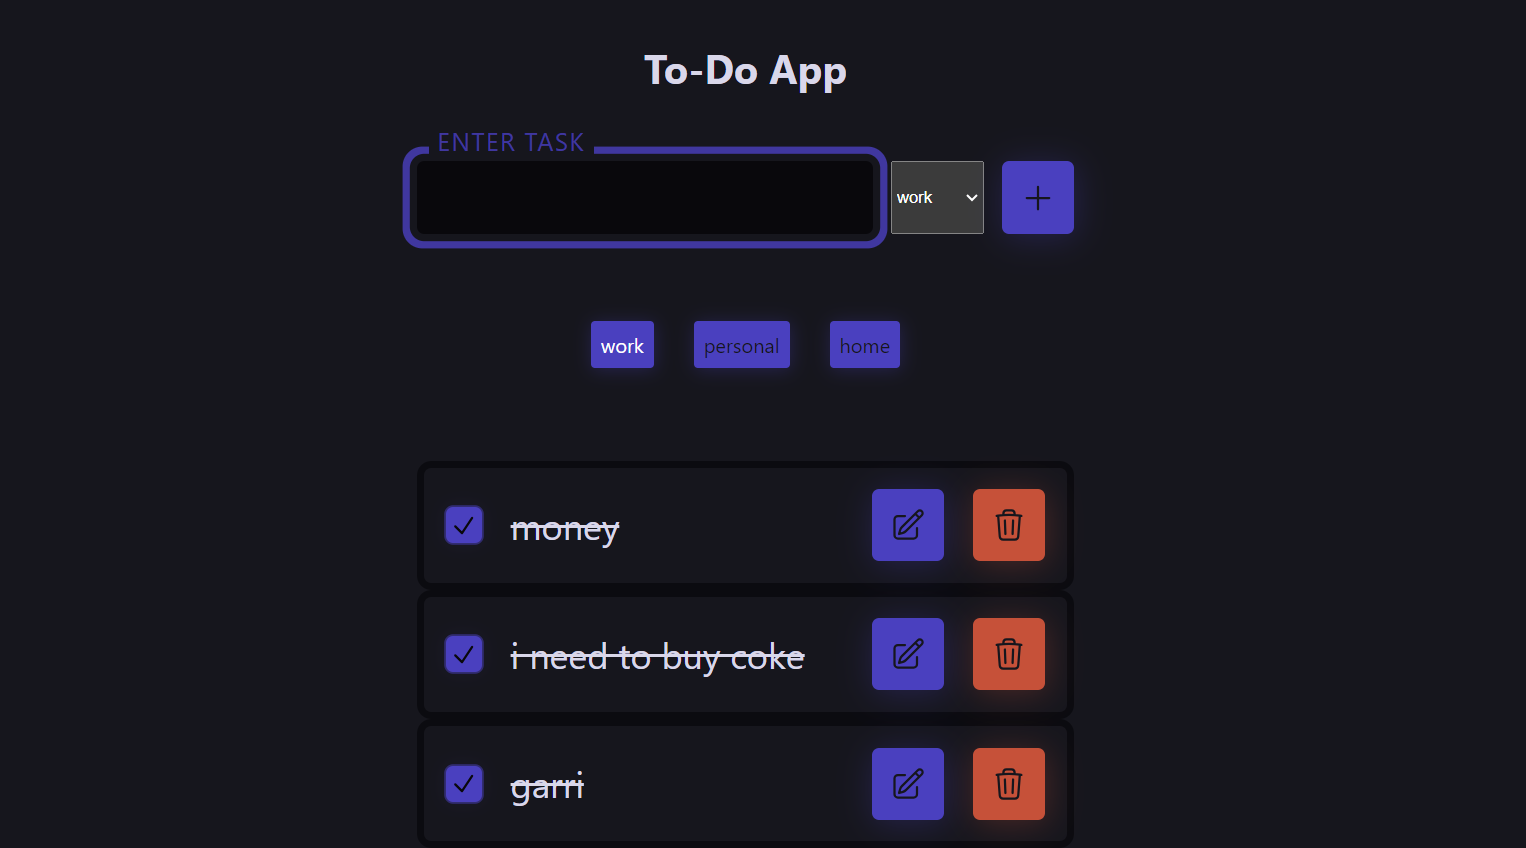 To-Do App
ENTER TASK
work
work personal home
money
i need to buy coke
garri